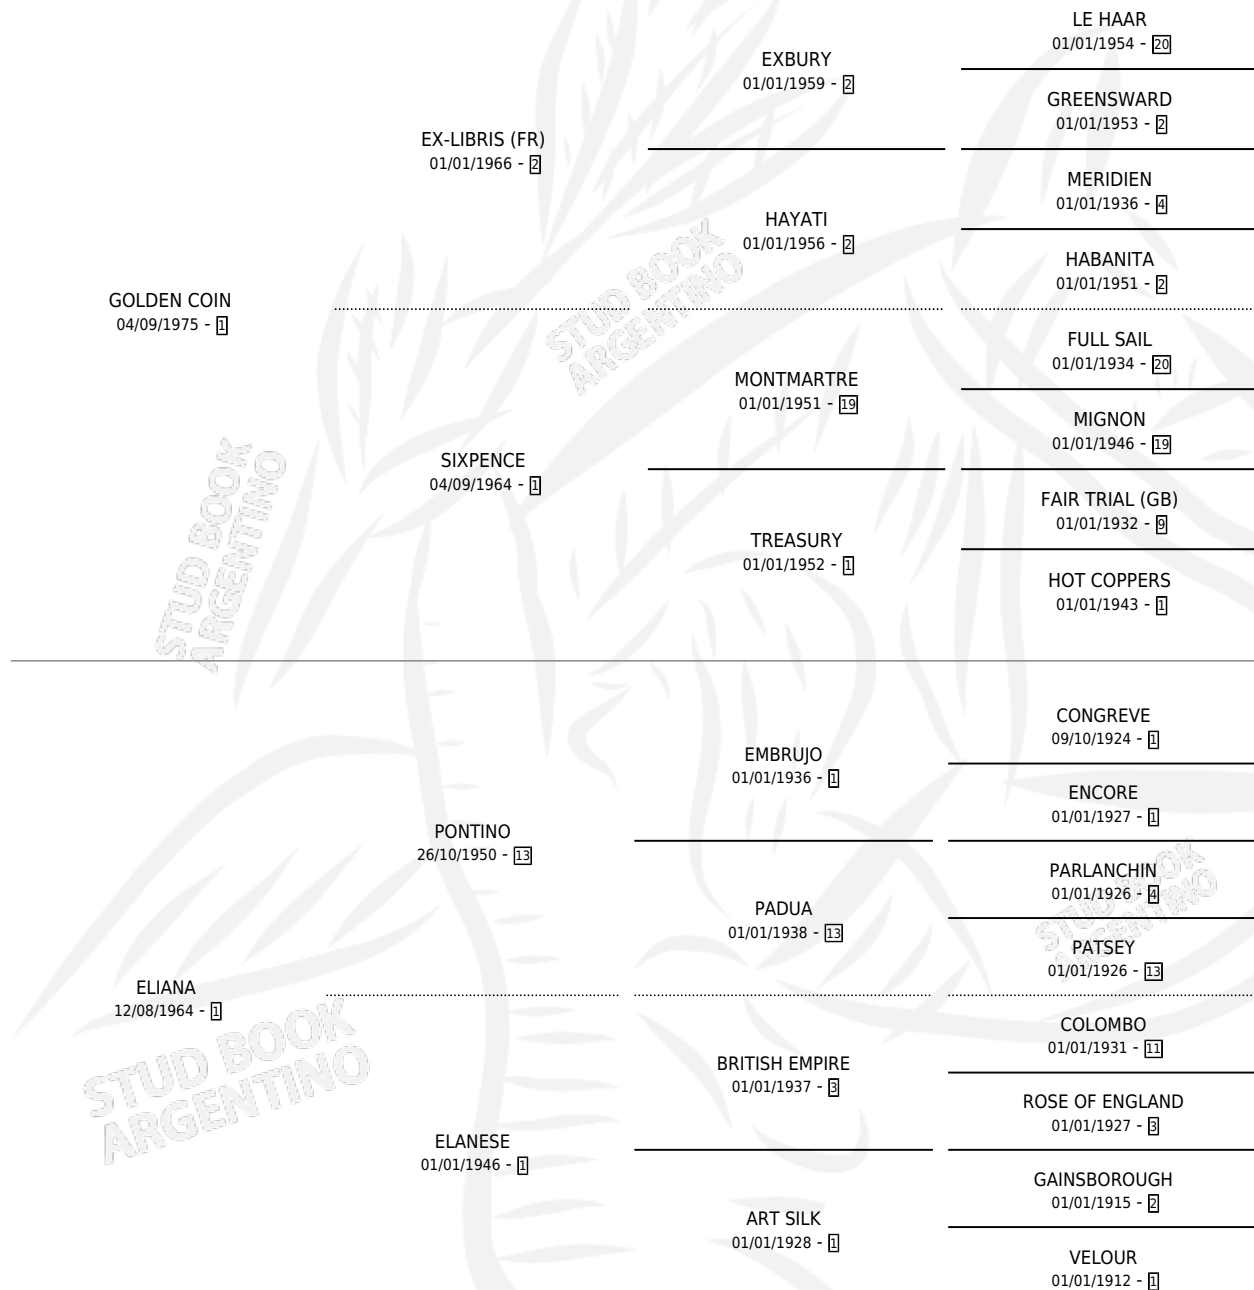 LE HAAR
01/01/1954 - 20
EXBURY
01/01/1959 - 2
GREENSWARD
01/01/1953 - 2
EX-LIBRIS (FR)
01/01/1966 - 2
MERIDIEN
01/01/1936 - 4
HAYATI
01/01/1956 - 2
HABANITA
01/01/1951 - 2
GOLDEN COIN
04/09/1975 - 1
FULL SAIL
01/01/1934 - 20
MONTMARTRE
01/01/1951 - 19
MIGNON
01/01/1946 - 19
SIXPENCE
04/09/1964 - 1
FAIR TRIAL (GB)
01/01/1932 - 9
TREASURY
01/01/1952 - 1
HOT COPPERS
01/01/1943 - 1
CONGREVE
09/10/1924 - 1
EMBRUJO
01/01/1936 - 1
ENCORE
01/01/1927 - 1
PONTINO
26/10/1950 - 13
PARLANCHIN
01/01/1926 - 4
PADUA
01/01/1938 - 13
PATSEY
01/01/1926 - 13
ELIANA
12/08/1964 - 1
COLOMBO
01/01/1931 - 11
BRITISH EMPIRE
01/01/1937 - 3
ROSE OF ENGLAND
01/01/1927 - 3
ELANESE
01/01/1946 - 1
GAINSBOROUGH
01/01/1915 - 2
ART SILK
01/01/1928 - 1
VELOUR
01/01/1912 - 1
STUD BOOK
ARGENTINO
STUD BOOK
ARGENTINO
STUD BOOK
ARGENTINO
STUD BOOK
ARGENTINO